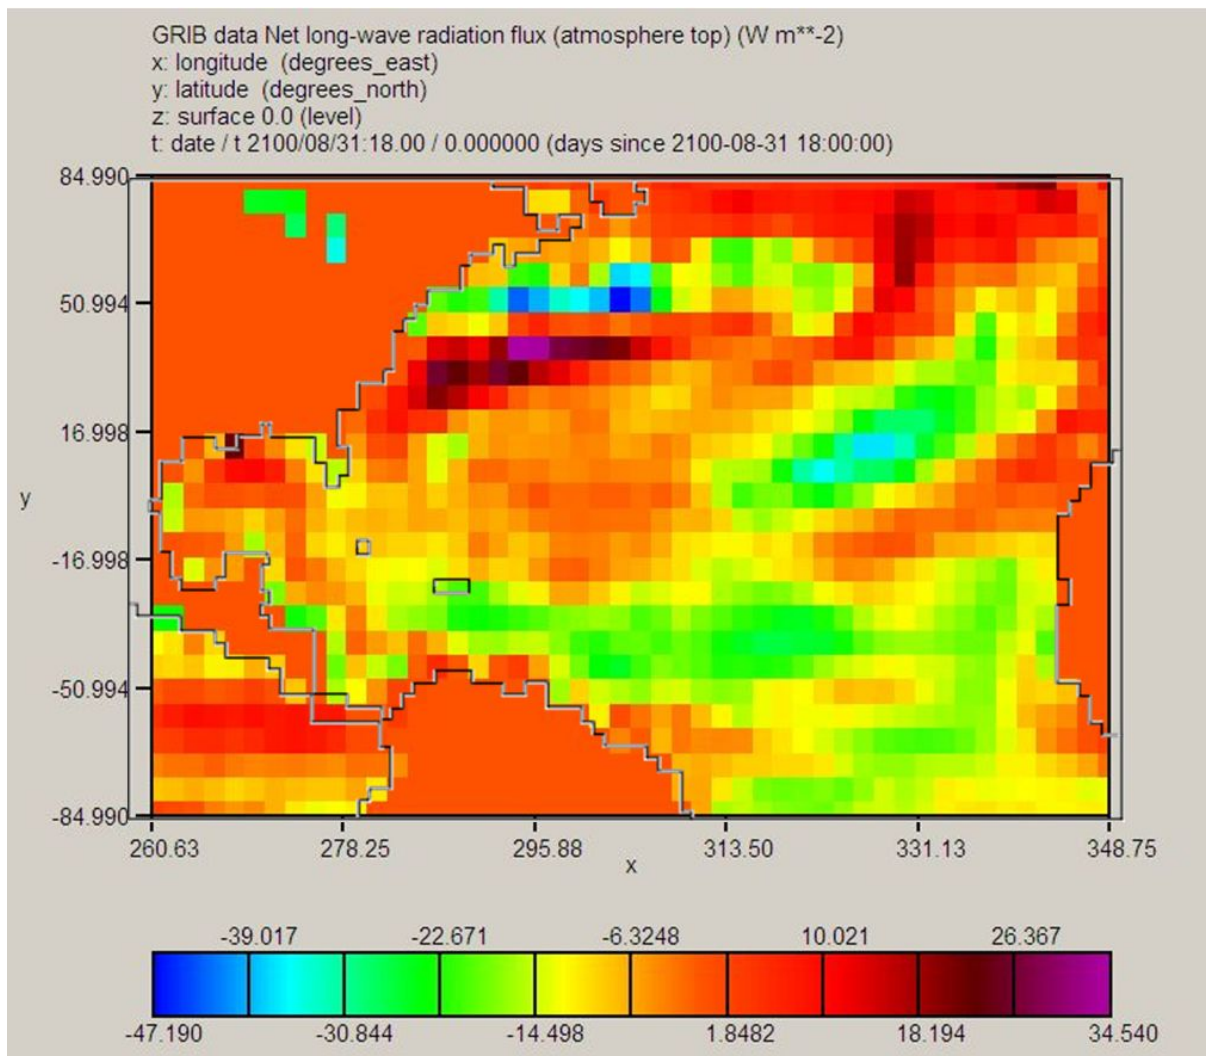 GRIB data Net long-wave radiation flux (atmosphere top) (W m**-2)
x: longitude (degrees_east)
y: latitude (degrees_north)
z: surface 0.0 (level)
t: date / t 2100/08/31:18.00 / 0.000000 (days since 2100-08-31 18:00:00)
84.990
50.994
16.998
y
-16.998
-50.994
-84.990
260.63 278.25 295.88 313.50 331.13 348.75
x
-39.017 -22.671 -6.3248 10.021 26.367
-47.190 -30.844 -14.498 1.8482 18.194 34.540